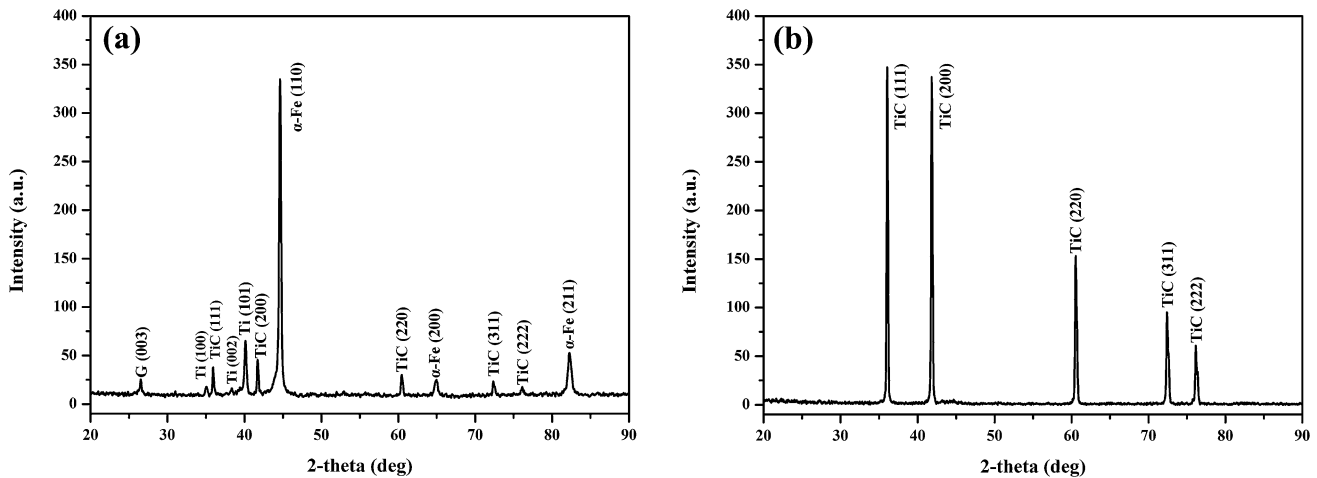 (a)
400
350
300
250
200
150
100
50
0
Intensity (a.u.)
G (003)
Ti (100)
TiC (111)
Ti (002)
Ti (101)
TiC (200)
α-Fe (110)
TiC (220)
α-Fe (200)
TiC (311)
TiC (222)
α-Fe (211)
20 30 40 50 60 70 80 90
2-theta (deg)
(b)
400
350
300
250
200
150
100
50
0
Intensity (a.u.)
TiC (111)
TiC (200)
TiC (220)
TiC (311)
TiC (222)
20 30 40 50 60 70 80 90
2-theta (deg)